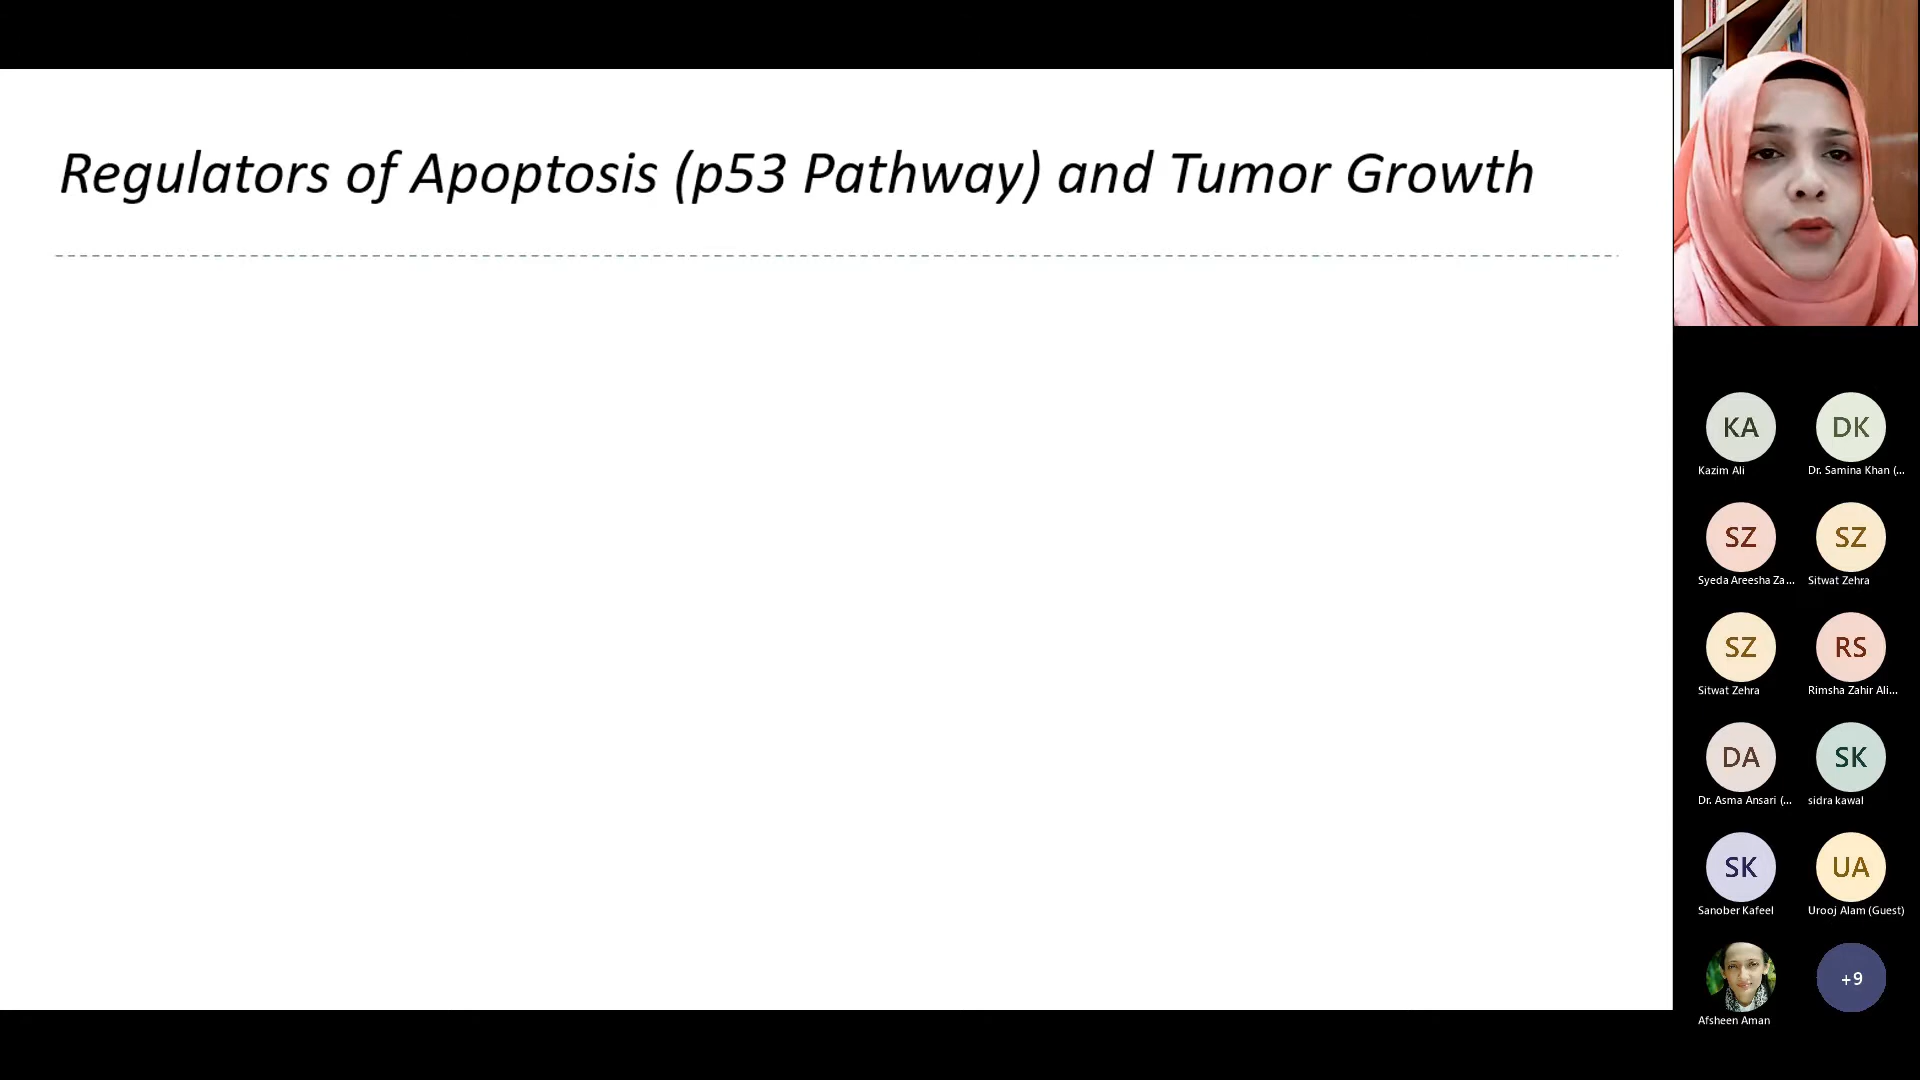 Regulators of Apoptosis (p53 Pathway) and Tumor Growth
KA
DK
Kazim Ali
Dr. Samina Khan (...
SZ
SZ
Syeda Areesha Za...
Sitwat Zehra
SZ
RS
Sitwat Zehra
Rimsha Zahir Ali...
DA
SK
Dr. Asma Ansari (...
sidra kawal
SK
UA
Sanober Kafeel
Urooj Alam (Guest)
+9
Afsheen Aman